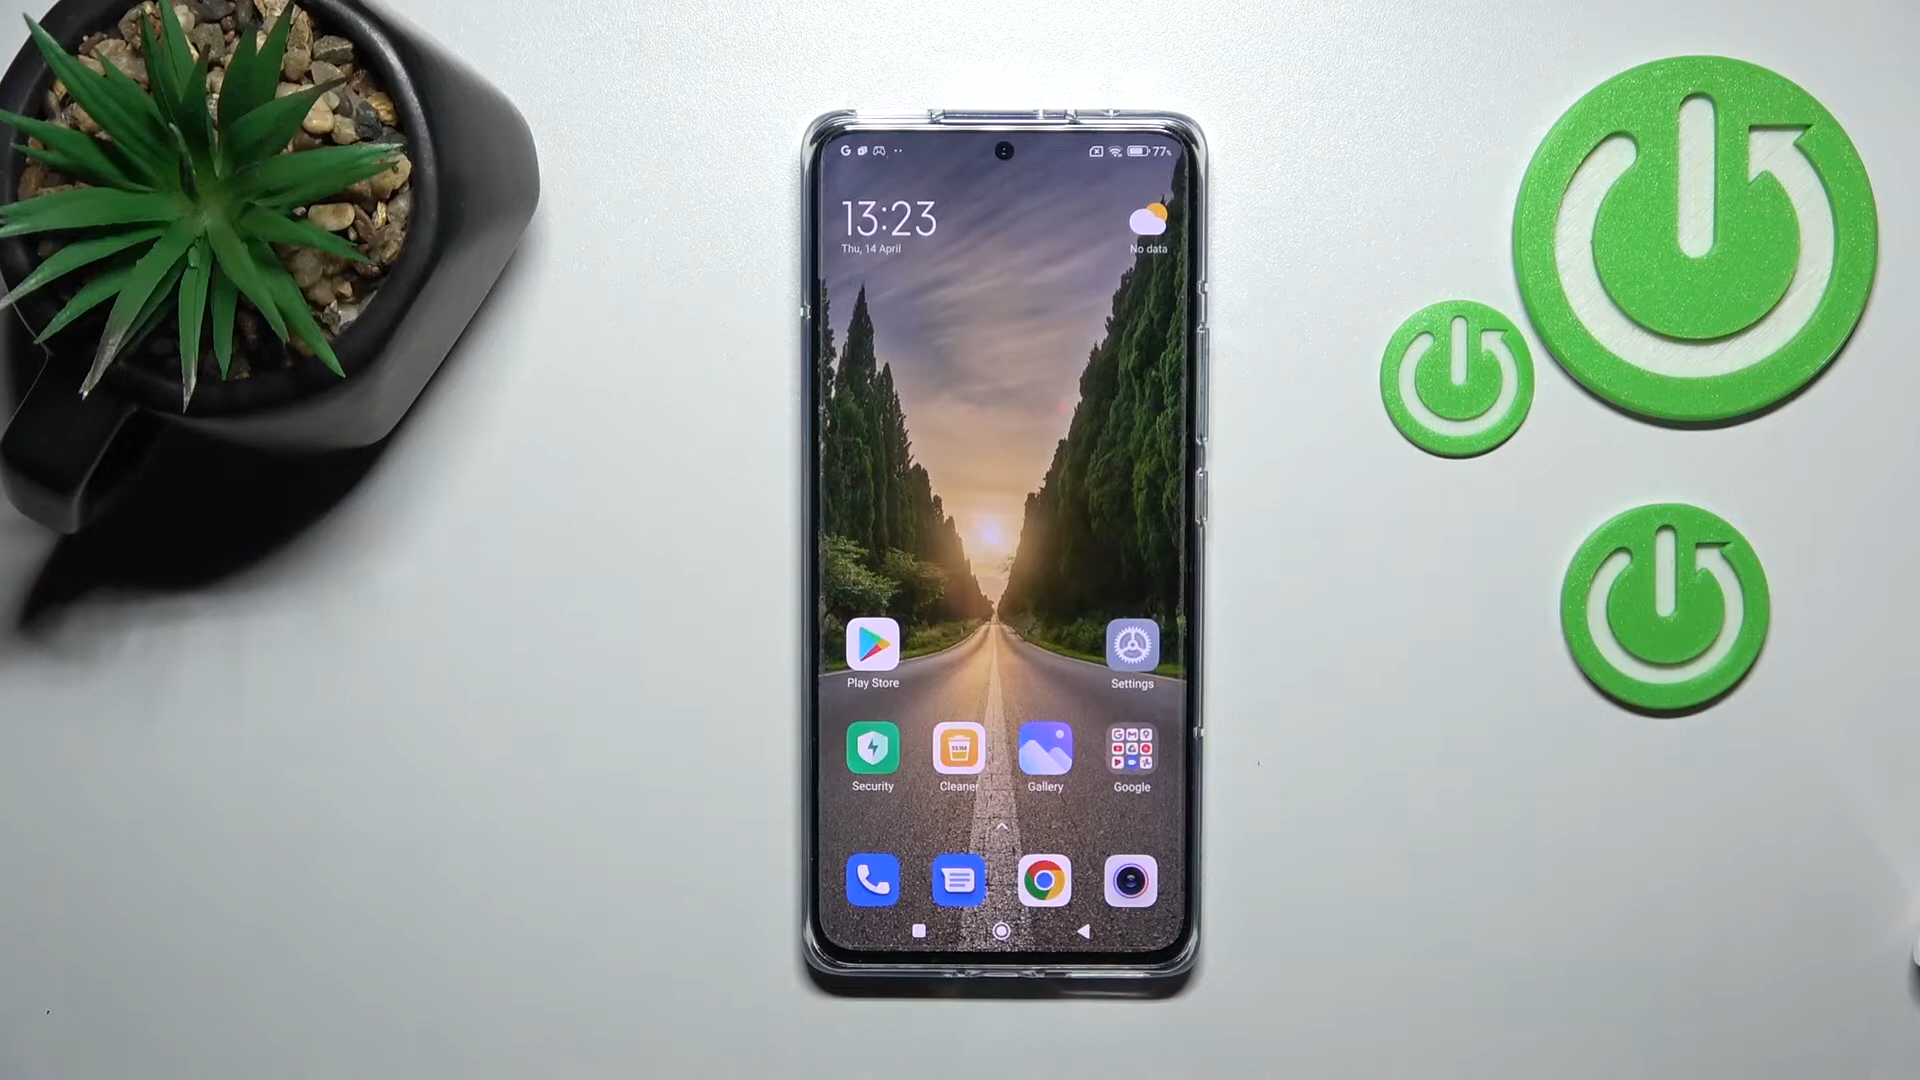 77%
13:23
Thu, 14 April
No data
Play Store
Settings
Security
Cleaner
Gallery
Google